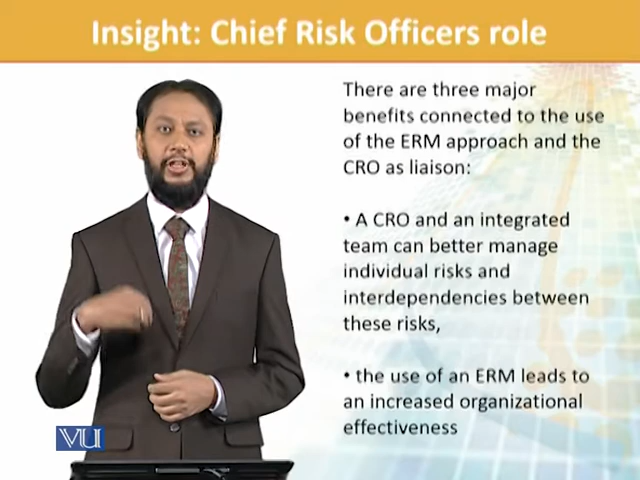 Insight: Chief Risk Officers role
There are three major
benefits connected to the use
of the ERM approach and the
CRO as liaison:
• A CRO and an integrated
team can better manage
individual risks and
interdependencies between
these risks,
• the use of an ERM leads to
an increased organizational
effectiveness
VU